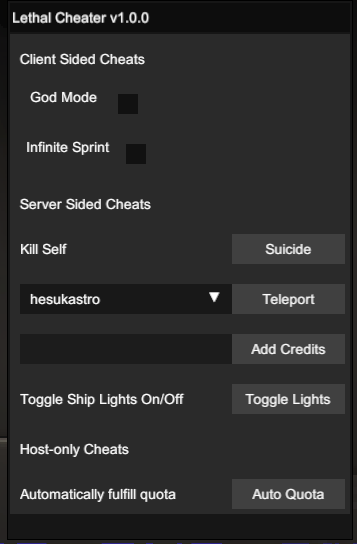 Lethal Cheater v1.0.0
Client Sided Cheats
God Mode
Infinite Sprint
Server Sided Cheats
Kill Self Suicide
hesukastro Teleport
Add Credits
Toggle Ship Lights On/Off Toggle Lights
Host-only Cheats
Automatically fulfill quota Auto Quota